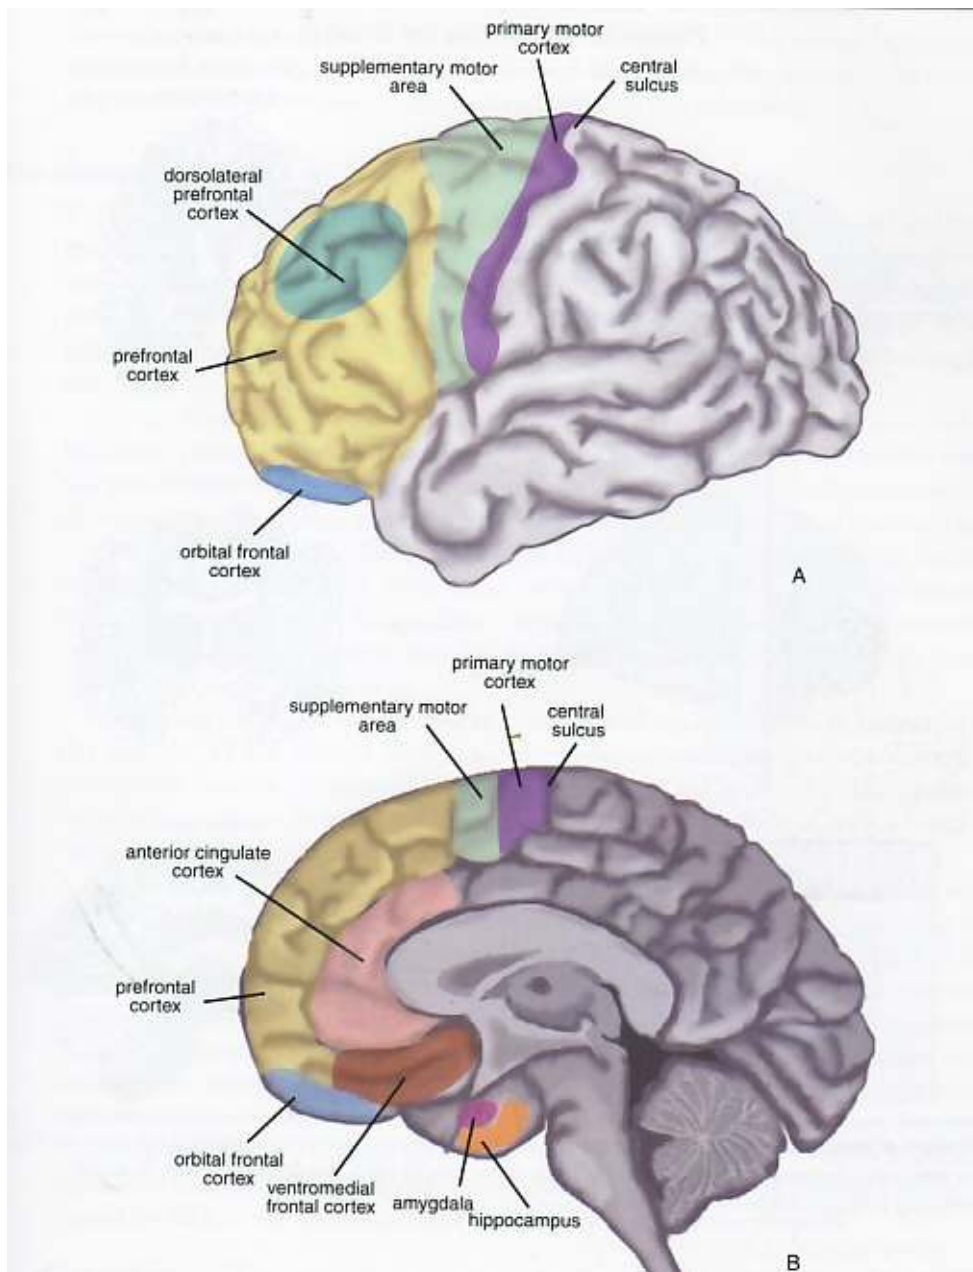 primary motor
cortex
supplementary motor
area
central
sulcus
dorsolateral
prefrontal
cortex
prefrontal
cortex
orbital frontal
cortex
A
primary motor
cortex
supplementary motor
area
central
sulcus
anterior cingulate
cortex
prefrontal
cortex
orbital frontal
cortex
ventromedial
frontal cortex
amygdala
hippocampus
B